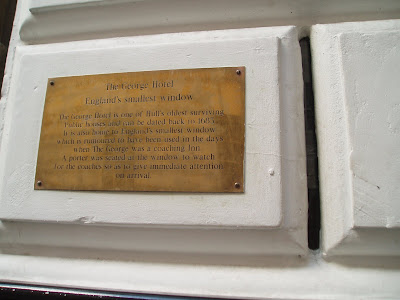 The George Hotel
England's smallest window
The George Hotel is one of Hull's oldest surviving
Public houses and can be dated back to 1683.
It is also home to England's smallest window
which is rumoured to have been used in the days
when The George was a coaching Inn.
A porter was seated at the window to watch
for the coaches so as to give immediate attention
on arrival